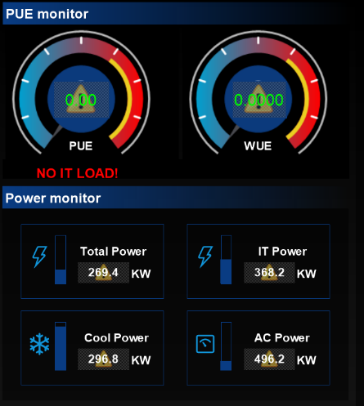 PUE monitor
0.00
0.0000
PUE
WUE
NO IT LOAD!
Power monitor
Total Power
269.4 KW
IT Power
368.2 KW
Cool Power
296.8 KW
AC Power
496.2 KW